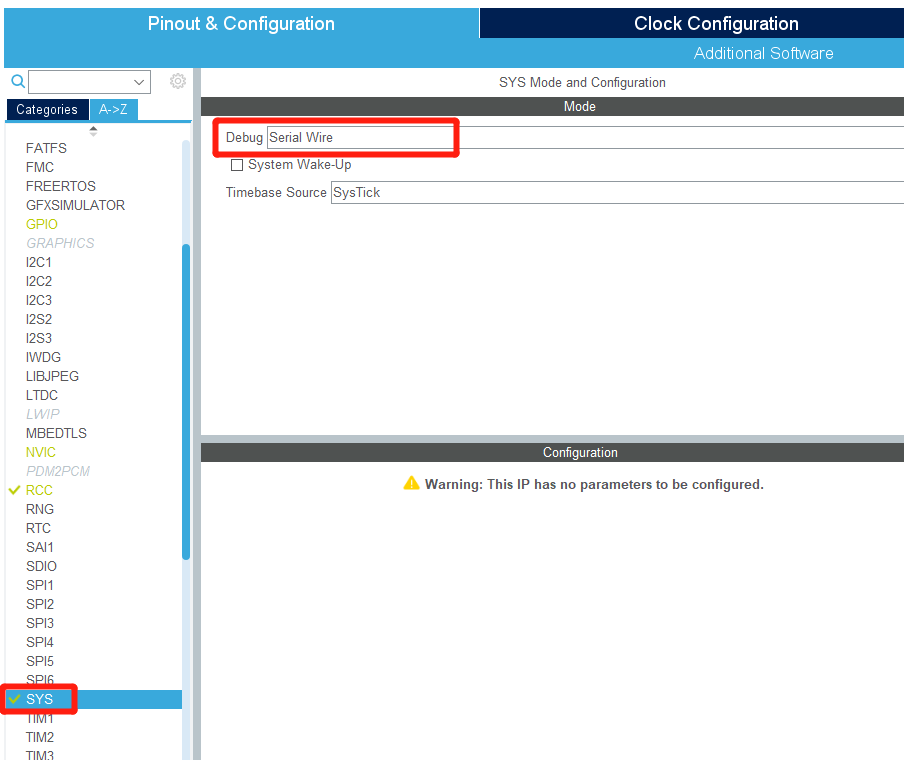 Pinout & Configuration
Clock Configuration
Additional Software
Categories
A->Z
FATFS
FMC
FREERTOS
GFXSIMULATOR
GPIO
GRAPHICS
I2C1
I2C2
I2C3
I2S2
I2S3
IWDG
LIBJPEG
LTDC
LWIP
MBEDTLS
NVIC
PDM2PCM
RCC
RNG
RTC
SAI1
SDIO
SPI1
SPI2
SPI3
SPI4
SPI5
SPI6
SYS
TIM1
TIM2
TIM3
SYS Mode and Configuration
Mode
Debug Serial Wire
System Wake-Up
Timebase Source SysTick
Configuration
Warning: This IP has no parameters to be configured.